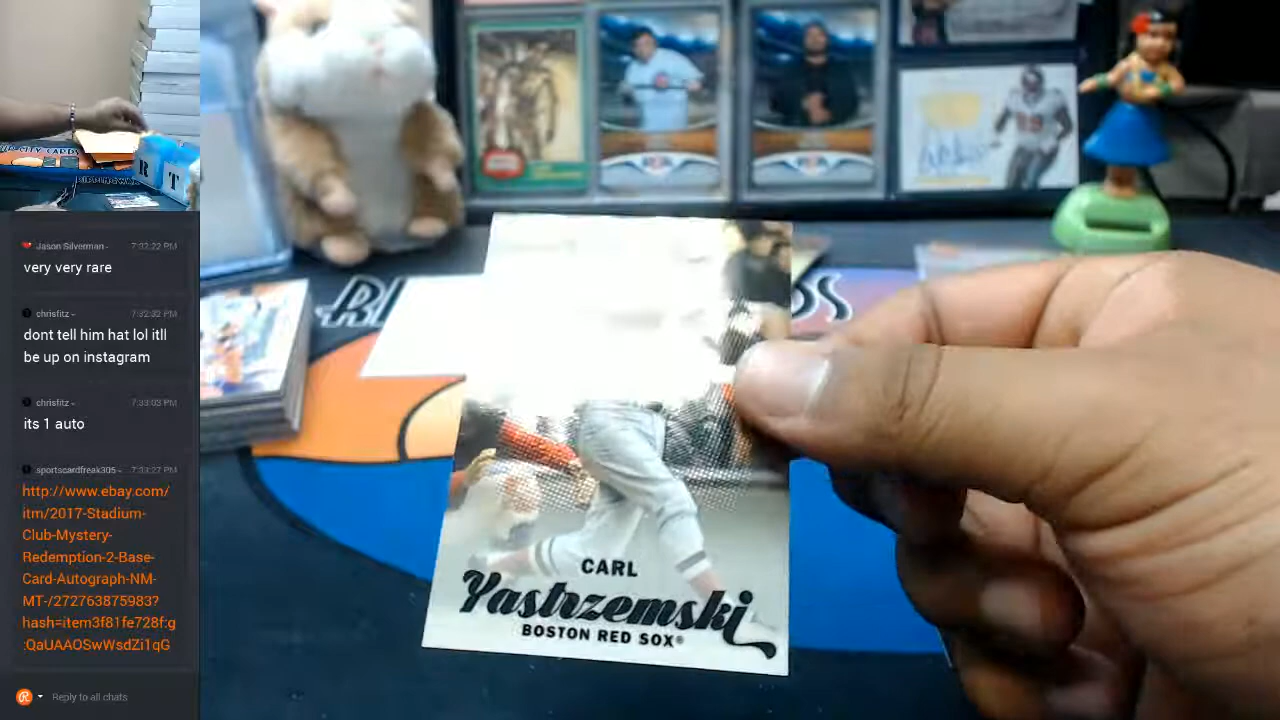 Jason Silverman
7:32:22 PM
very very rare
chrisfitz
7:32:32 PM
dont tell him hat lol itll
be up on instagram
chrisfitz
7:33:03 PM
its 1 auto
sportscardfreak305
7:33:27 PM
http://www.ebay.com/
itm/2017-Stadium-
Club-Mystery-
Redemption-2-Base-
Card-Autograph-NM-
MT-/272763875983?
hash=item3f81fe728f:g
:QaUAAOSwWsdZi1qG
Reply to all chats
CARL
Yastrzemski
BOSTON RED SOX®
R
T